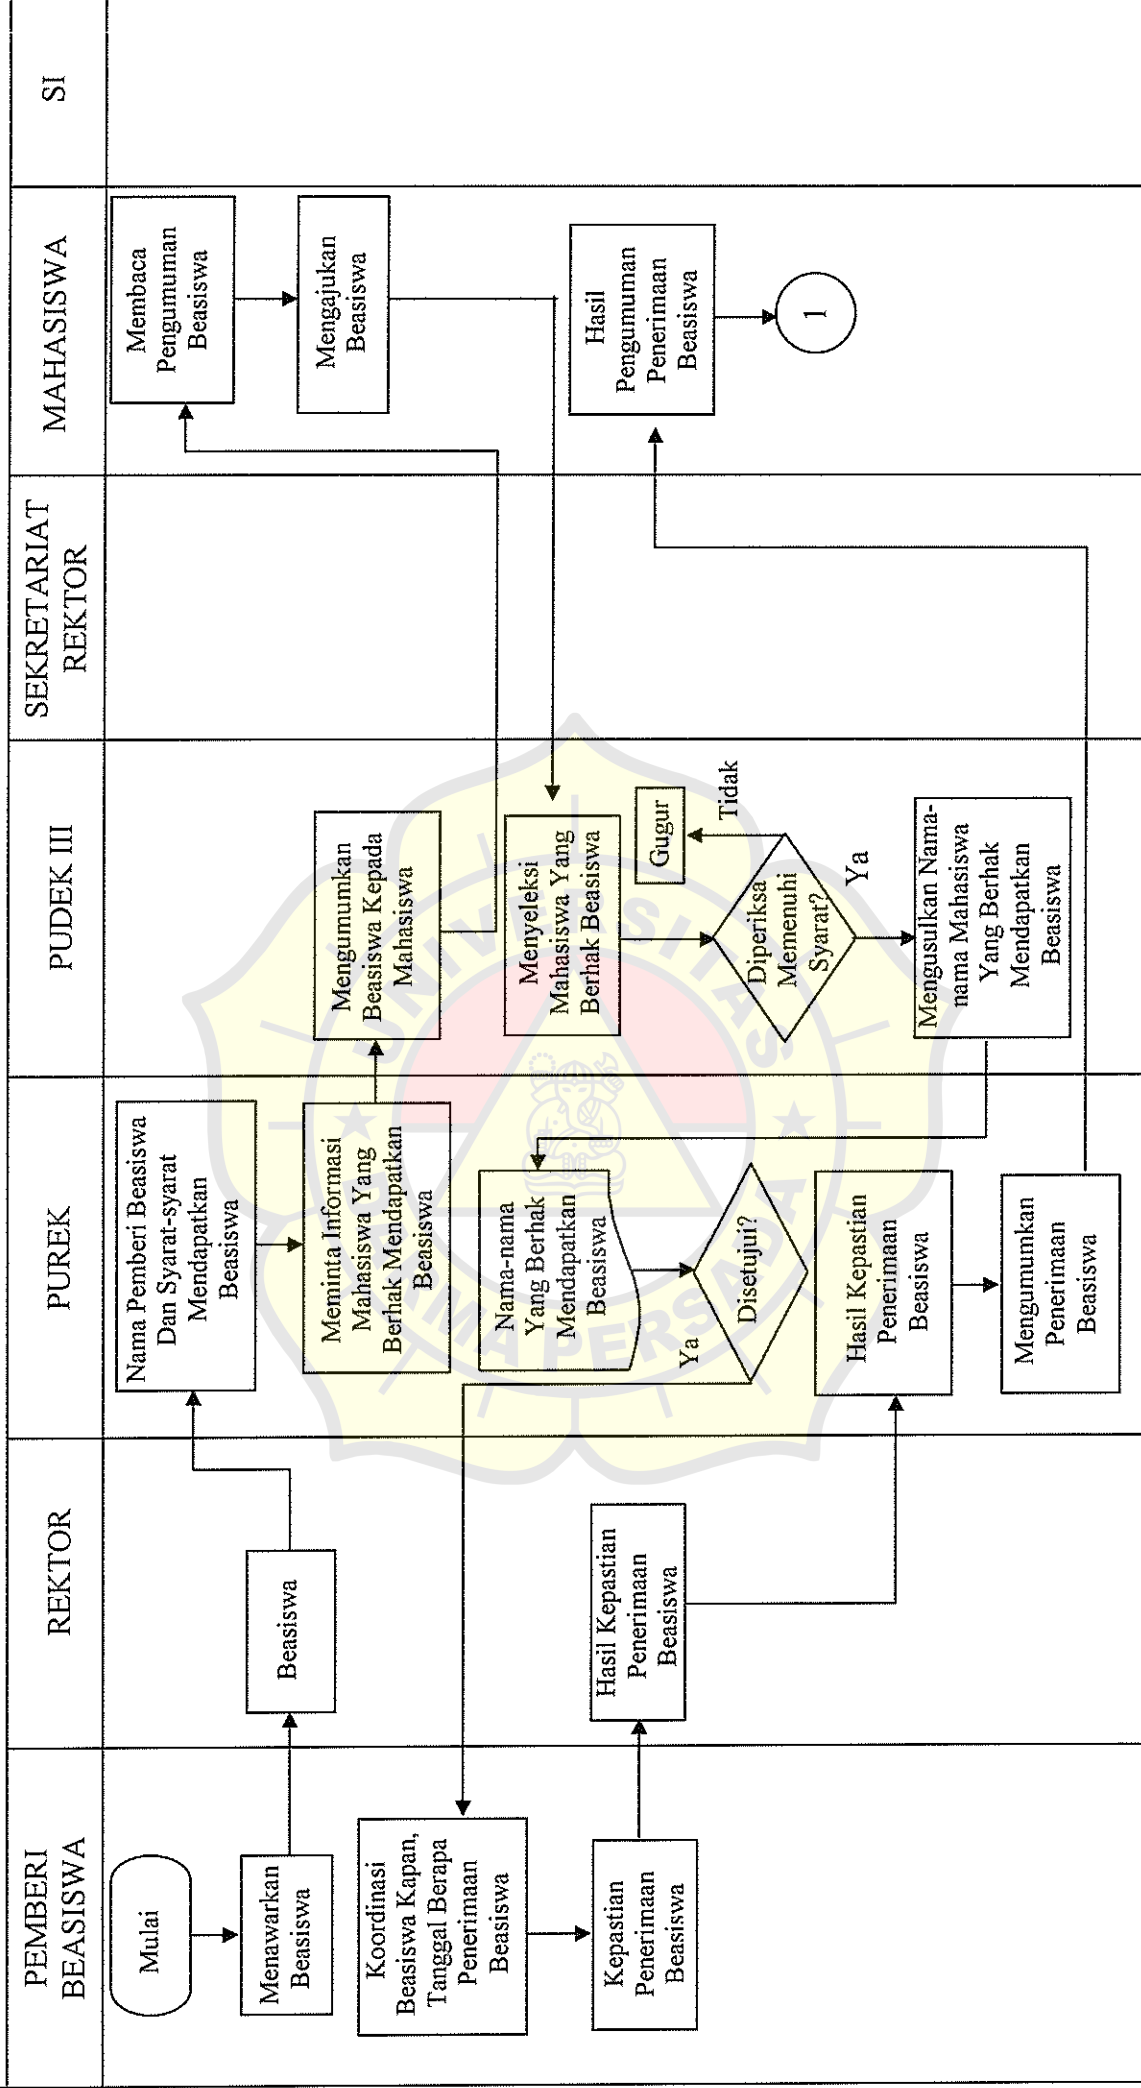 PEMBERI
BEASISWA
REKTOR
PUREK
PUDEK III
SEKRETARIAT
REKTOR
MAHASISWA
SI
Mulai
Menawarkan
Beasiswa
Koordinasi
Beasiswa Kapan,
Tanggal Berapa
Penerimaan
Beasiswa
Kepastian
Penerimaan
Beasiswa
Beasiswa
Hasil Kepastian
Penerimaan
Beasiswa
Nama Pemberi Beasiswa
Dan Syarat-syarat
Mendapatkan
Beasiswa
Meminta Informasi
Mahasiswa Yang
Berhak Mendapatkan
Beasiswa
Nama-nama
Yang Berhak
Mendapatkan
Beasiswa
Ya
Disetujui?
Hasil Kepastian
Penerimaan
Beasiswa
Mengumumkan
Penerimaan
Beasiswa
Mengumumkan
Beasiswa Kepada
Mahasiswa
Menyeleksi
Mahasiswa Yang
Berhak Beasiswa
Gugur
Tidak
Diperiksa
Memenuhi
Syarat?
Ya
Mengusulkan Nama-
nama Mahasiswa
Yang Berhak
Mendapatkan
Beasiswa
Membaca
Pengumuman
Beasiswa
Mengajukan
Beasiswa
Hasil
Pengumuman
Penerimaan
Beasiswa
1
UNIVERSITAS
DARMA PERSADA